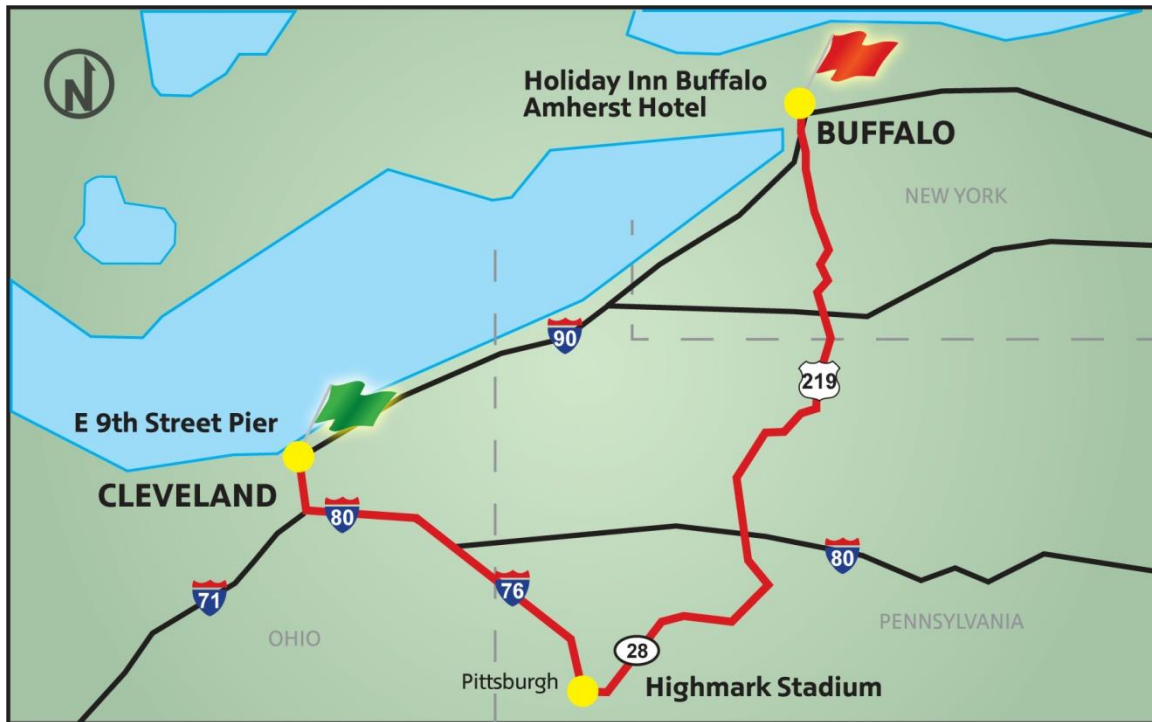 N
Holiday Inn Buffalo
Amherst Hotel
BUFFALO
NEW YORK
90
219
E 9th Street Pier
CLEVELAND
80
80
76
71
OHIO
PENNSYLVANIA
28
Pittsburgh
Highmark Stadium